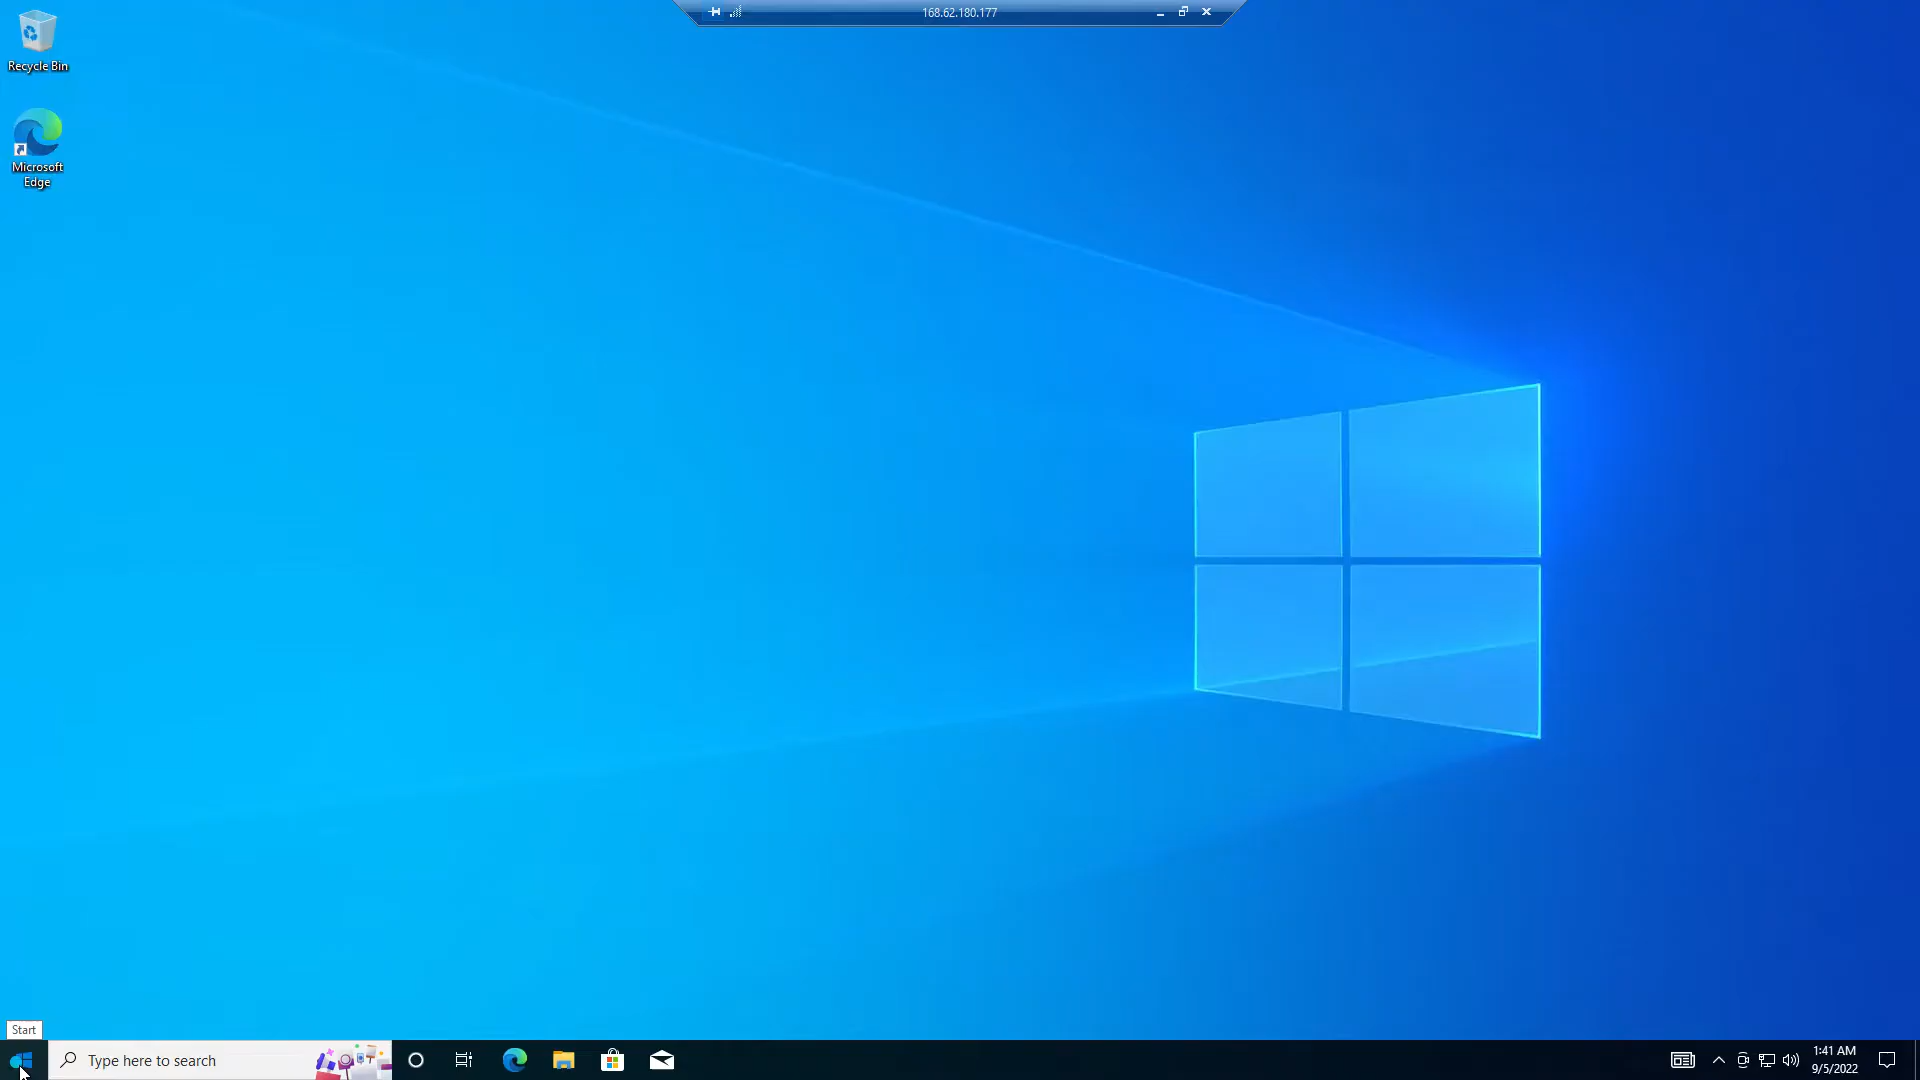 168.62.180.177
Recycle Bin
Microsoft
Edge
Start
Type here to search
1:41 AM
9/5/2022